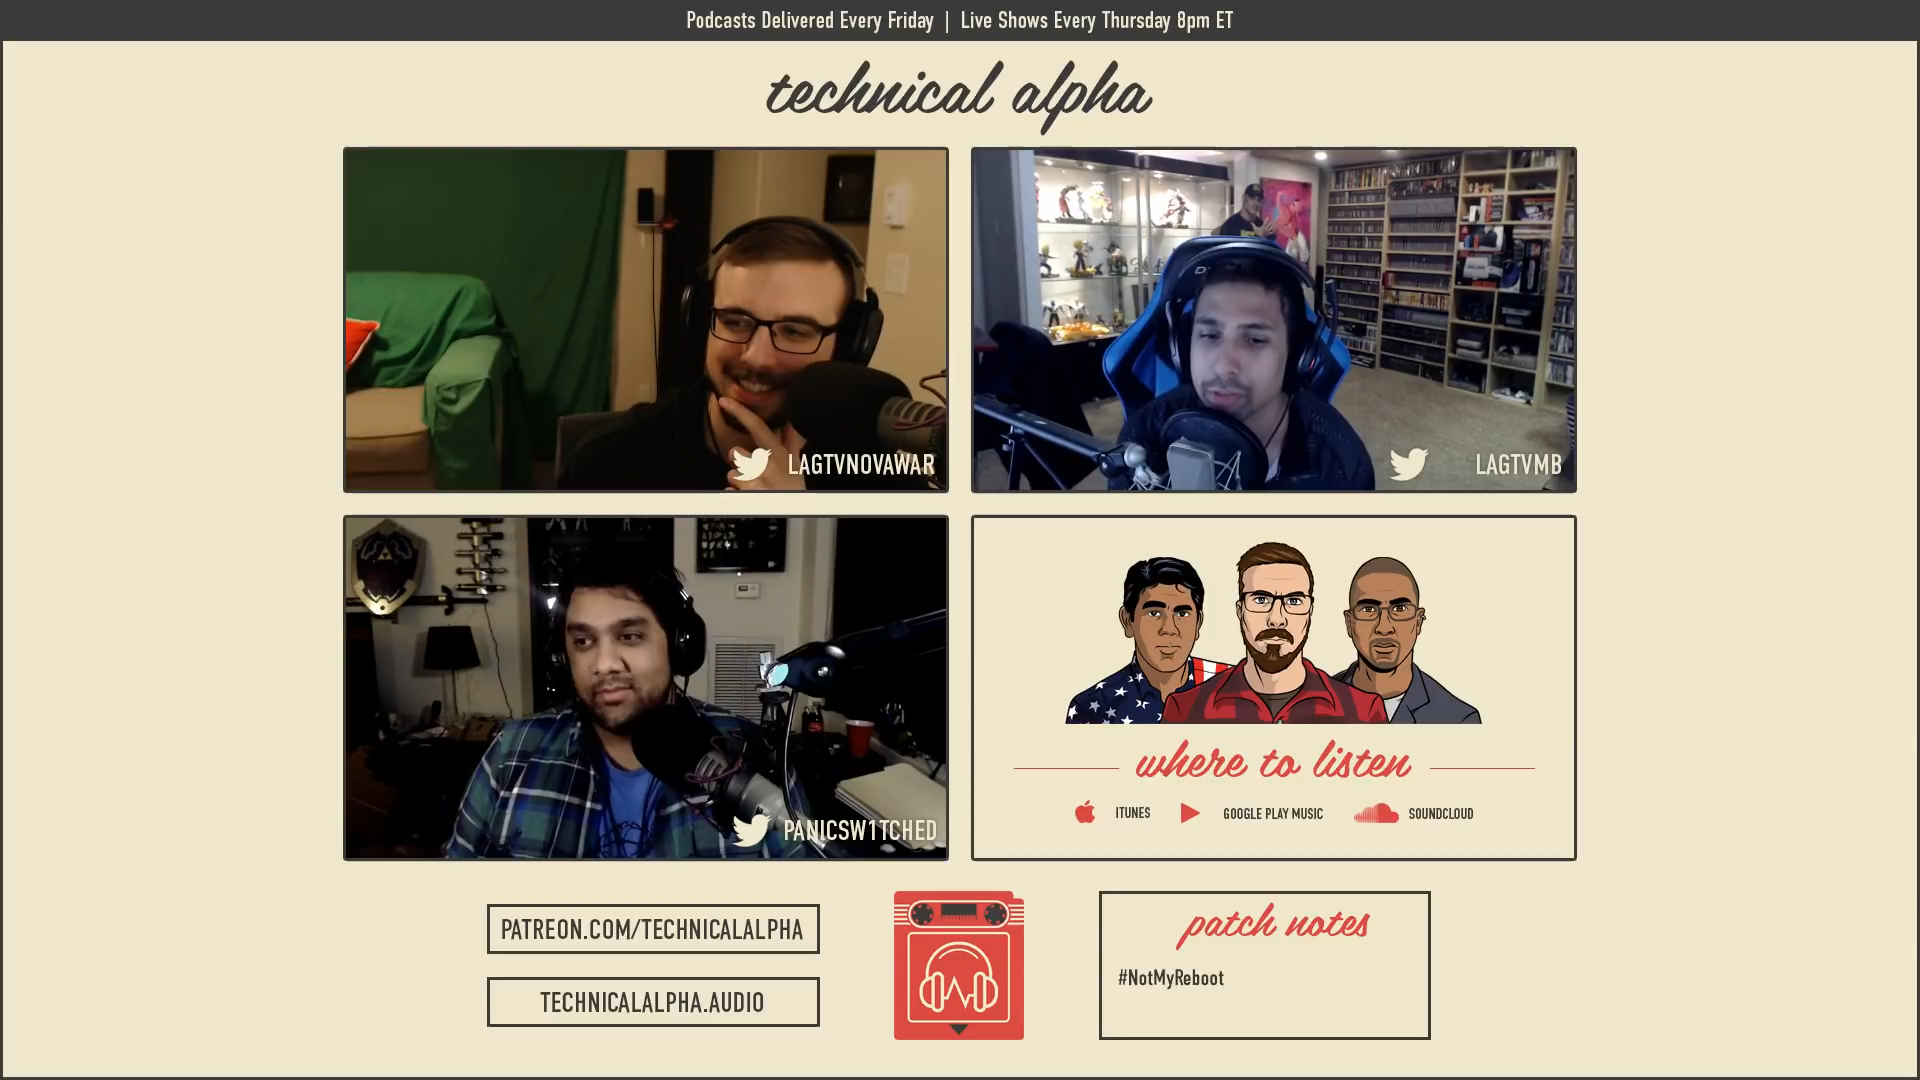 Podcasts Delivered Every Friday | Live Shows Every Thursday 8pm ET
technical alpha
LAGTVNOVAWAR
LAGTVMB
PANICSW1TCHED
where to listen
ITUNES
GOOGLE PLAY MUSIC
SOUNDCLOUD
PATREON.COM/TECHNICALALPHA
TECHNICALALPHA.AUDIO
patch notes
#NotMyReboot